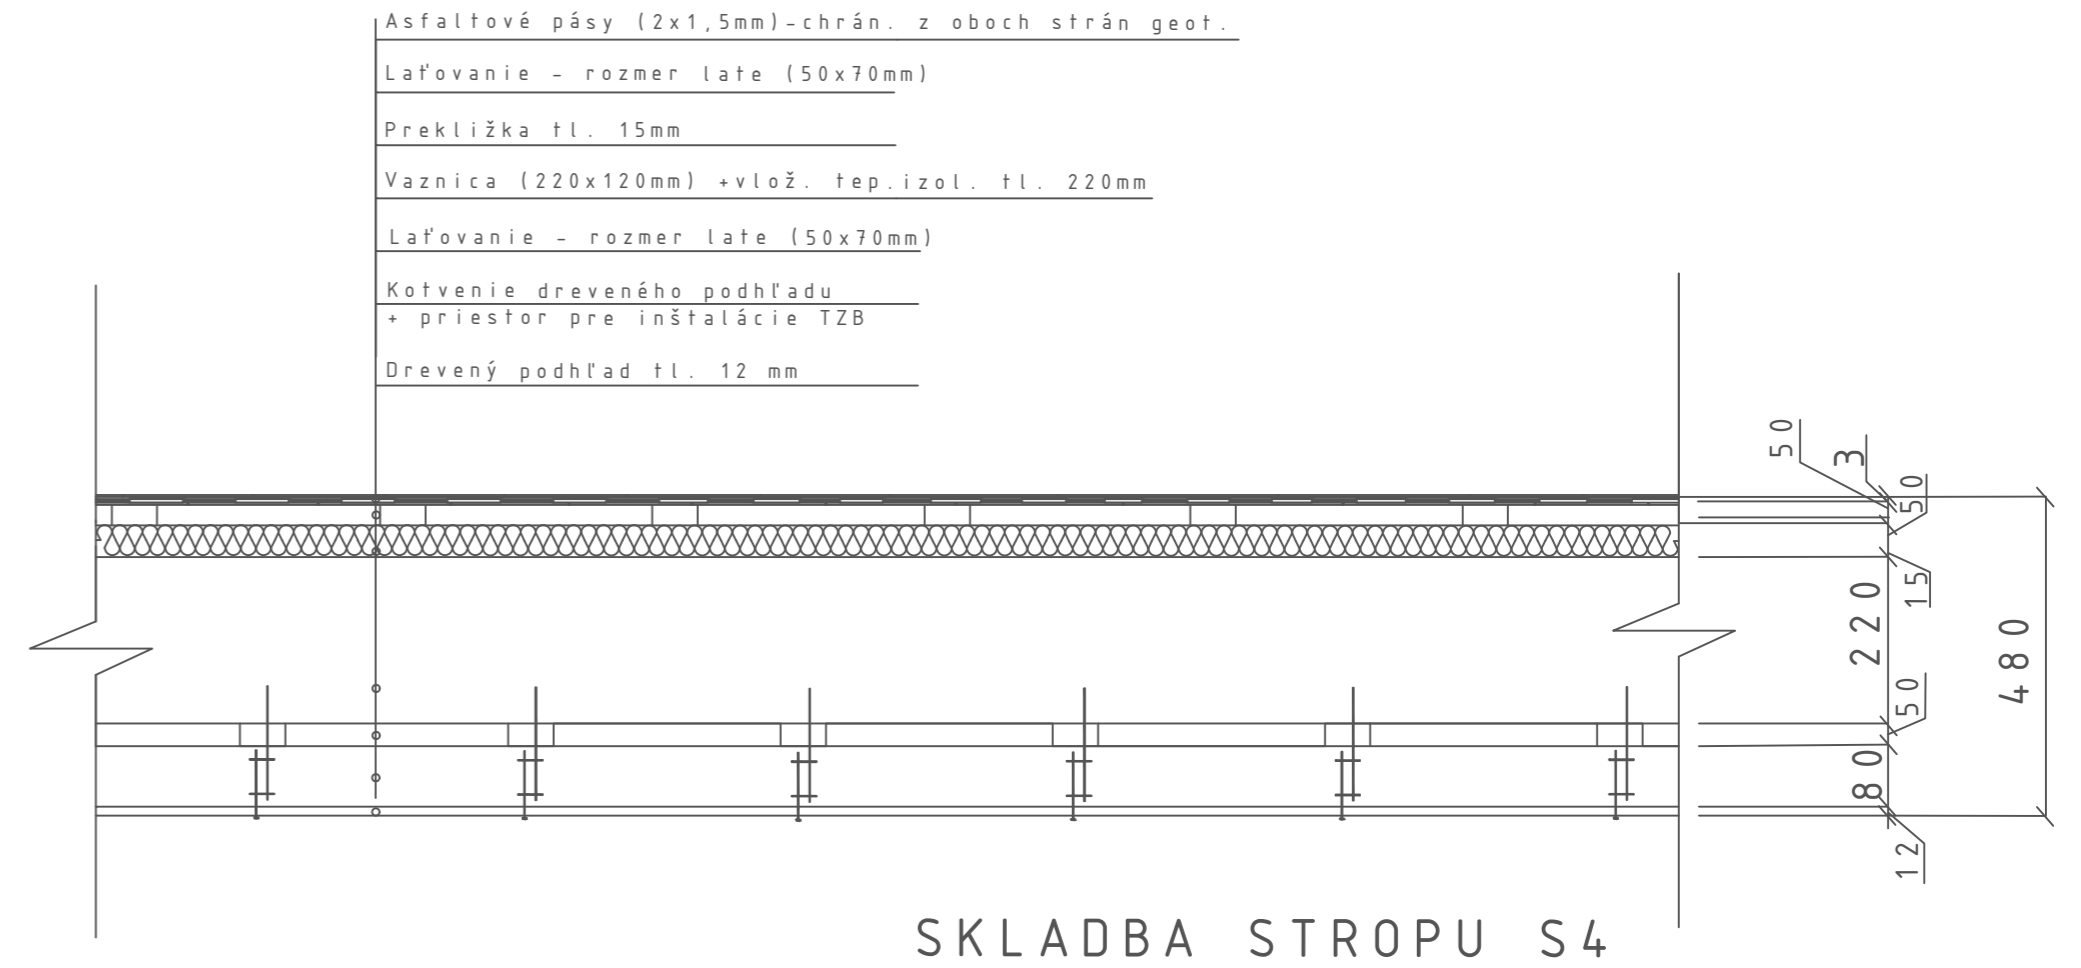 Asfaltové pásy (2x1,5mm)-chrán. z oboch strán geot.
Laťovanie - rozmer late (50x70mm)
Prekližka tl. 15mm
Vaznica (220x120mm) +vlož. tep.izol. tl. 220mm
Laťovanie - rozmer late (50x70mm)
Kotvenie dreveného podhľadu
+ priestor pre inštalácie TZB
Drevený podhľad tl. 12 mm
50
3
50
15
220
480
50
80
12
SKLADBA STROPU S4